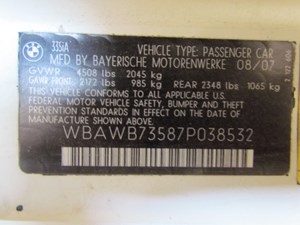 335iA
VEHICLE TYPE: PASSENGER CAR
MFD BY BAYERISCHE MOTORENWERKE 08/07
GVWR 4508 lbs 2045 kg
GAWR FRONT 2172 lbs 985 kg REAR 2348 lbs 1065 kg
THIS VEHICLE CONFORMS TO ALL APPLICABLE
FEDERAL MOTOR VEHICLE SAFETY, BUMPER,
AND THEFT PREVENTION STANDARDS IN EFFECT
ON THE DATE OF MANUFACTURE SHOWN ABOVE.
WBAWB73587P038532